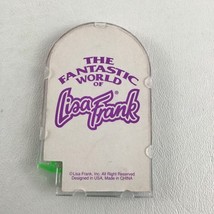 THE
FANTASTIC
WORLD
OF
Lisa Frank®
©Lisa Frank, Inc. All Right Reserved
Designed in USA, Made in CHINA